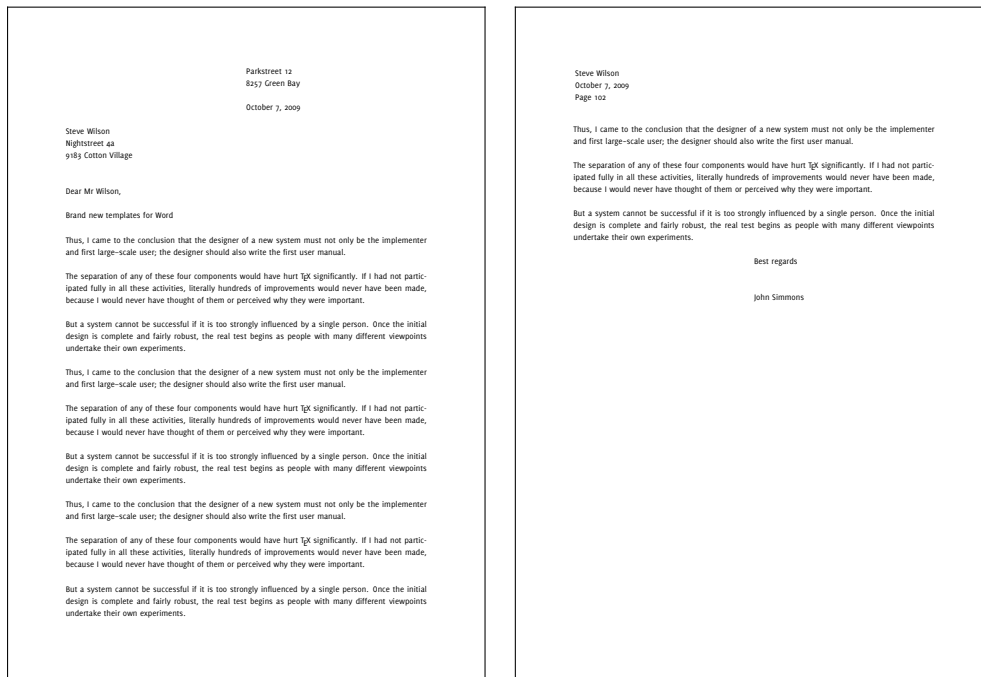 Parkstreet 12
8257 Green Bay
October 7, 2009
Steve Wilson
Nightstreet 4a
9183 Cotton Village
Dear Mr Wilson,
Brand new templates for Word
Thus, I came to the conclusion that the designer of a new system must not only be the implementer
and first large–scale user; the designer should also write the first user manual.
The separation of any of these four components would have hurt TEX significantly. If I had not partic-
ipated fully in all these activities, literally hundreds of improvements would never have been made,
because I would never have thought of them or perceived why they were important.
But a system cannot be successful if it is too strongly influenced by a single person. Once the initial
design is complete and fairly robust, the real test begins as people with many different viewpoints
undertake their own experiments.
Thus, I came to the conclusion that the designer of a new system must not only be the implementer
and first large–scale user; the designer should also write the first user manual.
The separation of any of these four components would have hurt TEX significantly. If I had not partic-
ipated fully in all these activities, literally hundreds of improvements would never have been made,
because I would never have thought of them or perceived why they were important.
But a system cannot be successful if it is too strongly influenced by a single person. Once the initial
design is complete and fairly robust, the real test begins as people with many different viewpoints
undertake their own experiments.
Thus, I came to the conclusion that the designer of a new system must not only be the implementer
and first large–scale user; the designer should also write the first user manual.
The separation of any of these four components would have hurt TEX significantly. If I had not partic-
ipated fully in all these activities, literally hundreds of improvements would never have been made,
because I would never have thought of them or perceived why they were important.
But a system cannot be successful if it is too strongly influenced by a single person. Once the initial
design is complete and fairly robust, the real test begins as people with many different viewpoints
undertake their own experiments.
Steve Wilson
October 7, 2009
Page 102
Thus, I came to the conclusion that the designer of a new system must not only be the implementer
and first large–scale user; the designer should also write the first user manual.
The separation of any of these four components would have hurt TEX significantly. If I had not partic-
ipated fully in all these activities, literally hundreds of improvements would never have been made,
because I would never have thought of them or perceived why they were important.
But a system cannot be successful if it is too strongly influenced by a single person. Once the initial
design is complete and fairly robust, the real test begins as people with many different viewpoints
undertake their own experiments.
Best regards
John Simmons